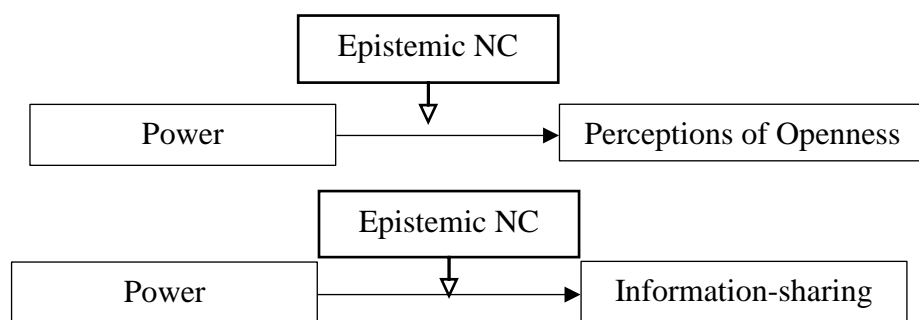 Epistemic NC
Power
Perceptions of Openness
Epistemic NC
Power
Information-sharing